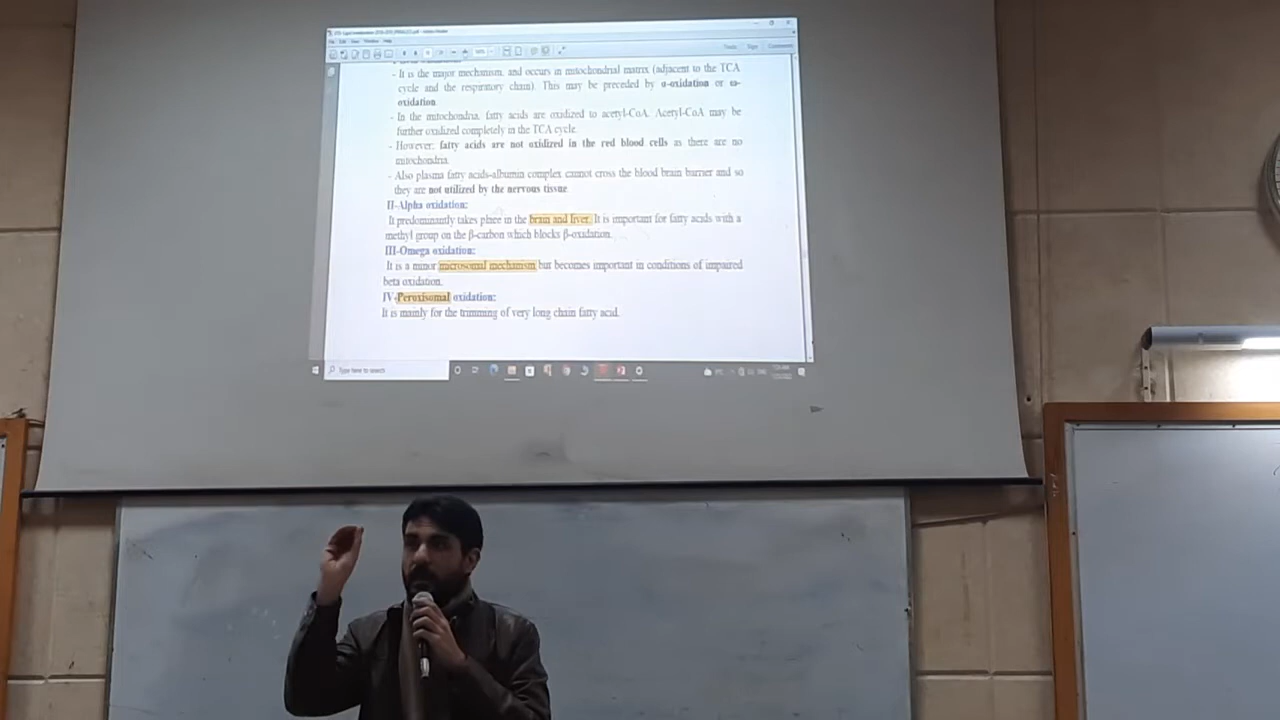 - It is the major mechanism, and occurs in mitochondrial matrix (adjacent to the TCA
cycle and the respiratory chain). This may be preceded by α-oxidation or ω-
oxidation
- In the mitochondria, fatty acids are oxidized to acetyl-CoA. Acetyl-CoA may be
further oxidized completely in the TCA cycle.
- However; fatty acids are not oxidized in the red blood cells as there are no
mitochondria.
- Also plasma fatty acids-albumin complex cannot cross the blood brain barrier and so
they are not utilized by the nervous tissue
II-Alpha oxidation:
It predominantly takes place in the brain and liver. It is important for fatty acids with a
methyl group on the β-carbon which blocks β-oxidation.
III-Omega oxidation:
It is a minor microsomal mechanism but becomes important in conditions of impaired
beta oxidation.
IV-Peroxisomal oxidation:
It is mainly for the trimming of very long chain fatty acid.
Type here to search